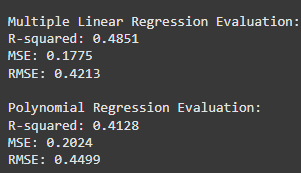 Multiple Linear Regression Evaluation:
R-squared: 0.4851
MSE: 0.1775
RMSE: 0.4213
Polynomial Regression Evaluation:
R-squared: 0.4128
MSE: 0.2024
RMSE: 0.4499